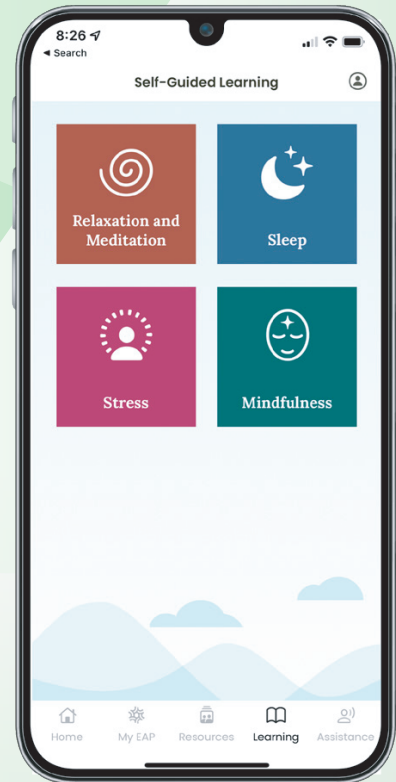 8:26
◀ Search
Self-Guided Learning
Relaxation and
Meditation
Sleep
Stress
Mindfulness
Home
My EAP
Resources
Learning
Assistance